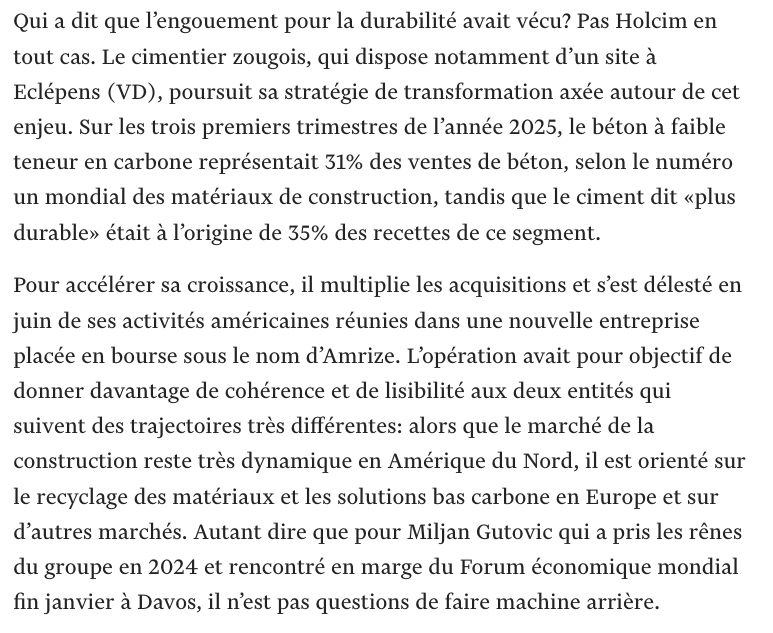 Qui a dit que l’engouement pour la durabilité avait vécu? Pas Holcim en
tout cas. Le cimentier zougois, qui dispose notamment d’un site à
Eclépens (VD), poursuit sa stratégie de transformation axée autour de cet
enjeu. Sur les trois premiers trimestres de l’année 2025, le béton à faible
teneur en carbone représentait 31% des ventes de béton, selon le numéro
un mondial des matériaux de construction, tandis que le ciment dit «plus
durable» était à l’origine de 35% des recettes de ce segment.
Pour accélérer sa croissance, il multiplie les acquisitions et s’est délesté en
juin de ses activités américaines réunies dans une nouvelle entreprise
placée en bourse sous le nom d’Amrize. L’opération avait pour objectif de
donner davantage de cohérence et de lisibilité aux deux entités qui
suivent des trajectoires très différentes: alors que le marché de la
construction reste très dynamique en Amérique du Nord, il est orienté sur
le recyclage des matériaux et les solutions bas carbone en Europe et sur
d’autres marchés. Autant dire que pour Miljan Gutovic qui a pris les rênes
du groupe en 2024 et rencontré en marge du Forum économique mondial
fin janvier à Davos, il n’est pas questions de faire machine arrière.